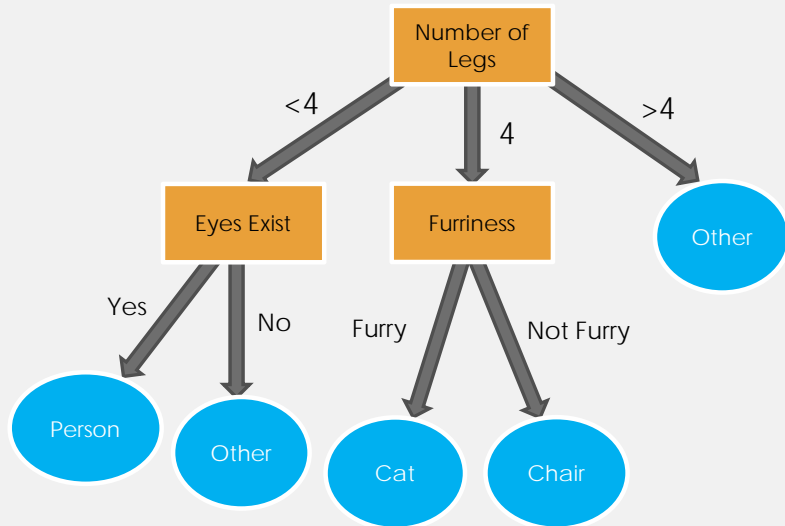 Number of
Legs
<4
4
>4
Eyes Exist
Furriness
Other
Yes
No
Furry
Not Furry
Person
Other
Cat
Chair